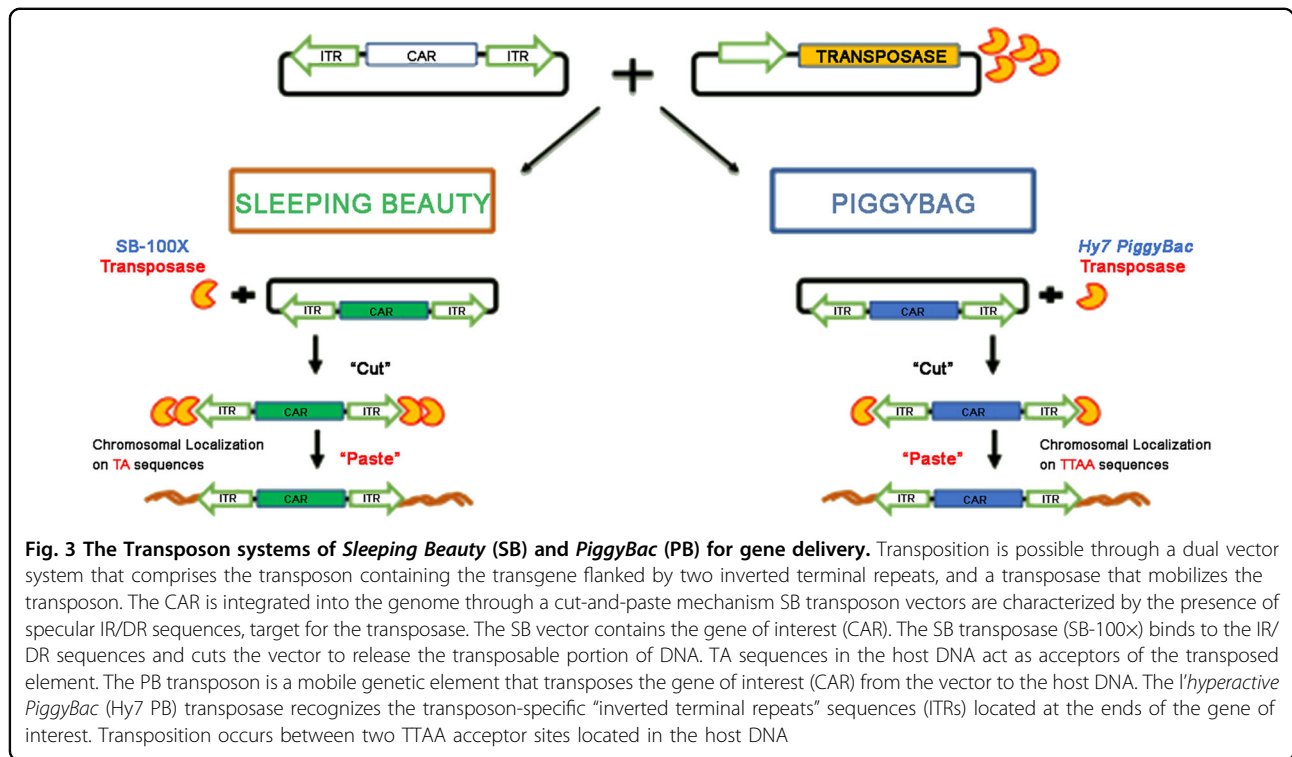 ITR CAR ITR
TRANSPOSASE
SLEEPING BEAUTY
PIGGYBAG
SB-100X
Transposase
ITR CAR ITR
Hy7 PiggyBac
Transposase
ITR CAR ITR
"Cut"
"Cut"
ITR CAR ITR
ITR CAR ITR
Chromosomal Localization
on TA sequences
"Paste"
"Paste"
Chromosomal Localization
on TTAA sequences
ITR CAR ITR
ITR CAR ITR
Fig. 3 The Transposon systems of Sleeping Beauty (SB) and PiggyBac (PB) for gene delivery. Transposition is possible through a dual vector
system that comprises the transposon containing the transgene flanked by two inverted terminal repeats, and a transposase that mobilizes the
transposon. The CAR is integrated into the genome through a cut-and-paste mechanism SB transposon vectors are characterized by the presence of
specular IR/DR sequences, target for the transposase. The SB vector contains the gene of interest (CAR). The SB transposase (SB-100×) binds to the IR/
DR sequences and cuts the vector to release the transposable portion of DNA. TA sequences in the host DNA act as acceptors of the transposed
element. The PB transposon is a mobile genetic element that transposes the gene of interest (CAR) from the vector to the host DNA. The l'hyperactive
PiggyBac (Hy7 PB) transposase recognizes the transposon-specific "inverted terminal repeats" sequences (ITRs) located at the ends of the gene of
interest. Transposition occurs between two TTAA acceptor sites located in the host DNA